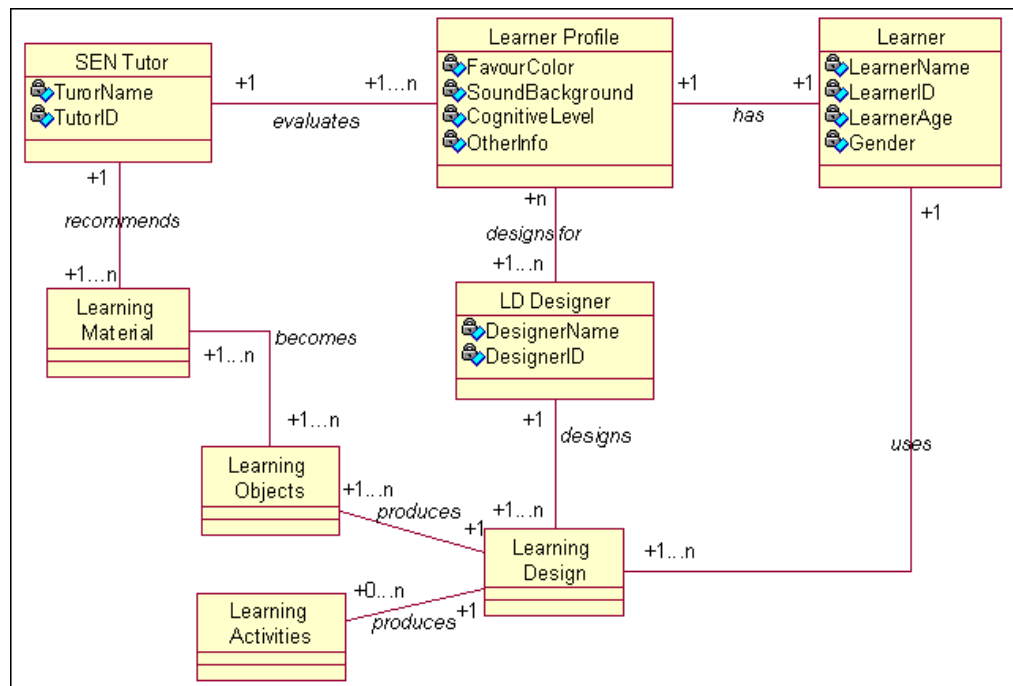 SEN Tutor
TurorName
TutorID
+1
+1...n
evaluates
Learner Profile
FavourColor
SoundBackground
CognitiveLevel
OtherInfo
+1
+1
has
Learner
LearnerName
LearnerID
LearnerAge
Gender
+1
recommends
+1...n
Learning
Material
+1...n
becomes
+1...n
+n
designs for
+1...n
LD Designer
DesignerName
DesignerID
+1
designs
+1...n
+1
uses
+1...n
Learning
Objects
+1...n
produces
+1
Learning
Design
Learning
Activities
+0...n
produces
+1